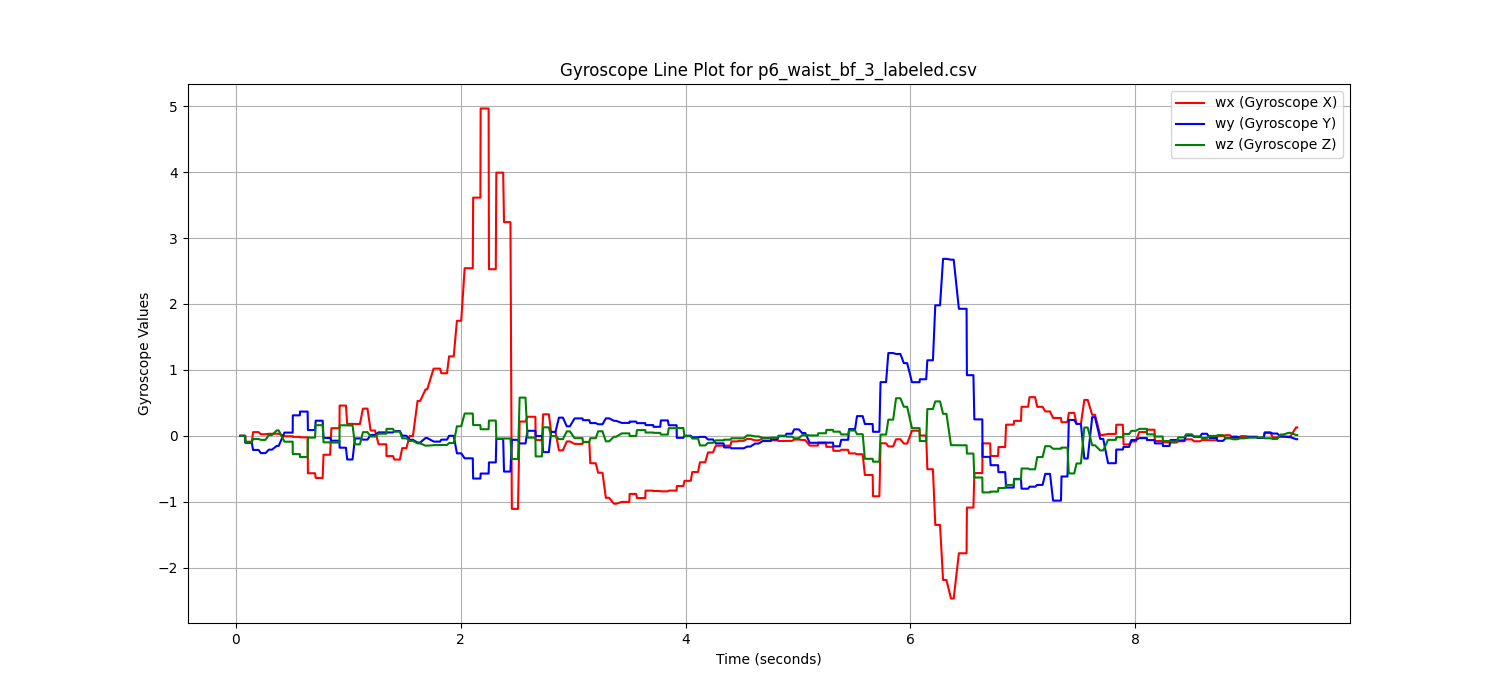 Gyroscope Line Plot for p6_waist_bf_3_labeled.csv
wx (Gyroscope X)
wy (Gyroscope Y)
wz (Gyroscope Z)
Gyroscope Values
5
4
3
2
1
0
−1
−2
0 2 4 6 8
Time (seconds)